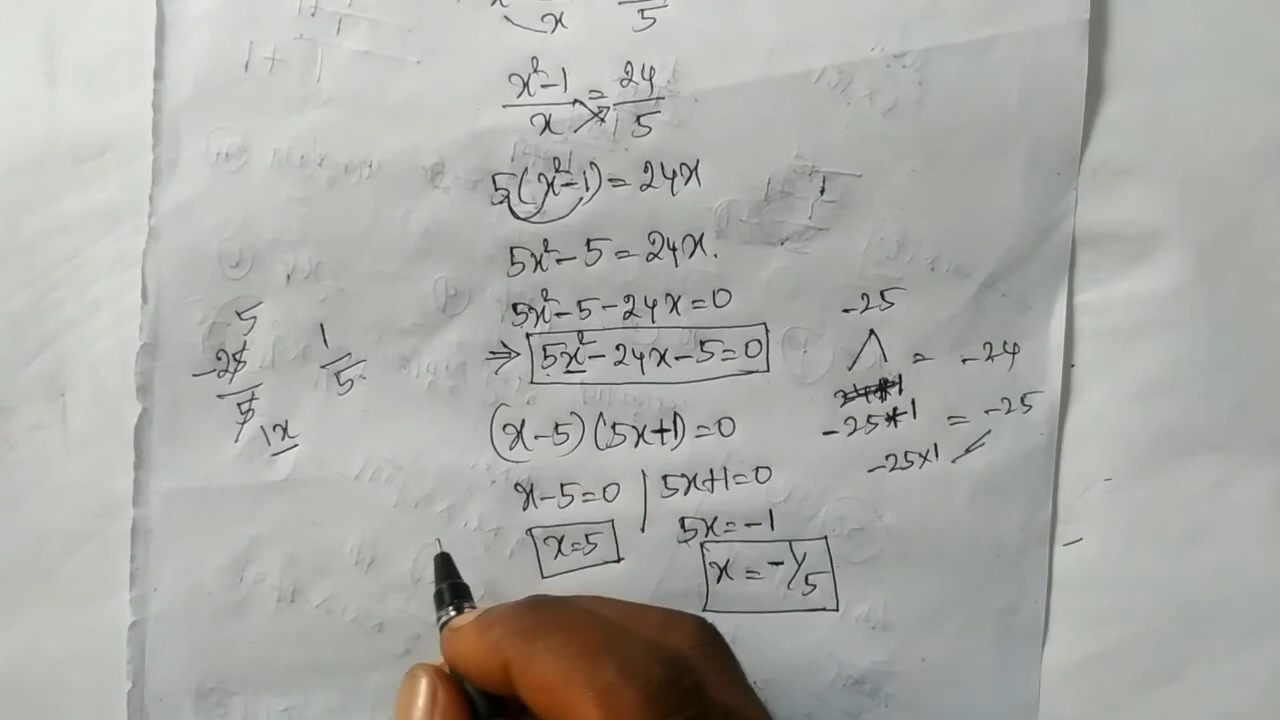 x 5
x²-1 = 24
x 5
5(x²-1) = 24x
5x²-5 = 24x.
5x²-5-24x=0
⇒ 5x²-24x-5=0
(x-5)(5x+1)=0
x-5=0 | 5x+1=0
x=5
5x=-1
x=-1/5
5
-25
5
1x
1
5
-25
= -24
-25*1 = -25
-25x1